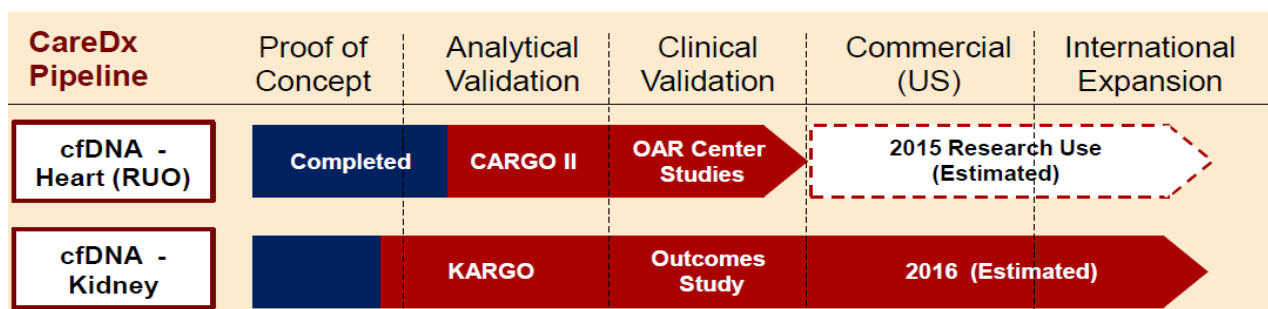 CareDx
Pipeline
Proof of
Concept
Analytical
Validation
Clinical
Validation
Commercial
(US)
International
Expansion
cfDNA -
Heart (RUO)
Completed
CARGO II
OAR Center
Studies
2015 Research Use
(Estimated)
cfDNA -
Kidney
KARGO
Outcomes
Study
2016 (Estimated)